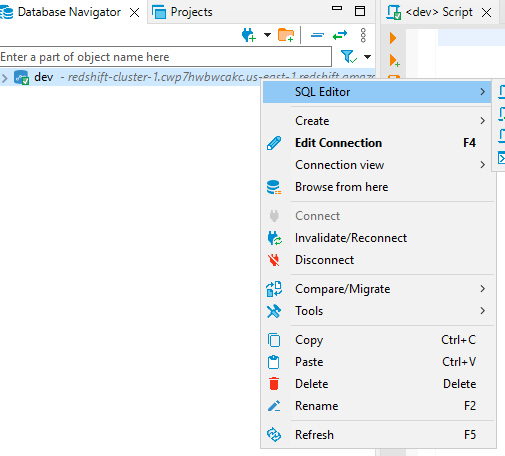 Database Navigator
Projects
<dev> Script
Enter a part of object name here
dev - redshift-cluster-1.cwp7hwbwcakc.us-east-1.redshift.amazo
SQL Editor
Create
Edit Connection F4
Connection view
Browse from here
Connect
Invalidate/Reconnect
Disconnect
Compare/Migrate
Tools
Copy Ctrl+C
Paste Ctrl+V
Delete Delete
Rename F2
Refresh F5